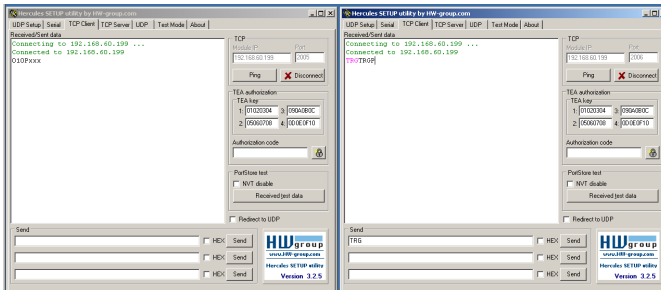 Hercules SETUP utility by HW-group.com
UDP Setup Serial TCP Client TCP Server UDP Test Mode About
Received/Sent data
Connecting to 192.168.60.199 ...
Connected to 192.168.60.199
O1OPxxx
TCP
Module IP Port
192.168.60.199 2005
Ping Disconnect
TEA authorization
TEA key
1: 01020304 3: 090A0B0C
2: 05060708 4: 0D0E0F10
Authorization code
PortStore test
NVT disable
Received test data
Redirect to UDP
Send
HEX Send
HEX Send
HEX Send
HW group
www.HW-group.com
Hercules SETUP utility
Version 3.2.5
Hercules SETUP utility by HW-group.com
UDP Setup Serial TCP Client TCP Server UDP Test Mode About
Received/Sent data
Connecting to 192.168.60.199 ...
Connected to 192.168.60.199
TRGTRGP
TCP
Module IP Port
192.168.60.199 2006
Ping Disconnect
TEA authorization
TEA key
1: 01020304 3: 090A0B0C
2: 05060708 4: 0D0E0F10
Authorization code
PortStore test
NVT disable
Received test data
Redirect to UDP
Send
TRG HEX Send
HEX Send
HEX Send
HW group
www.HW-group.com
Hercules SETUP utility
Version 3.2.5